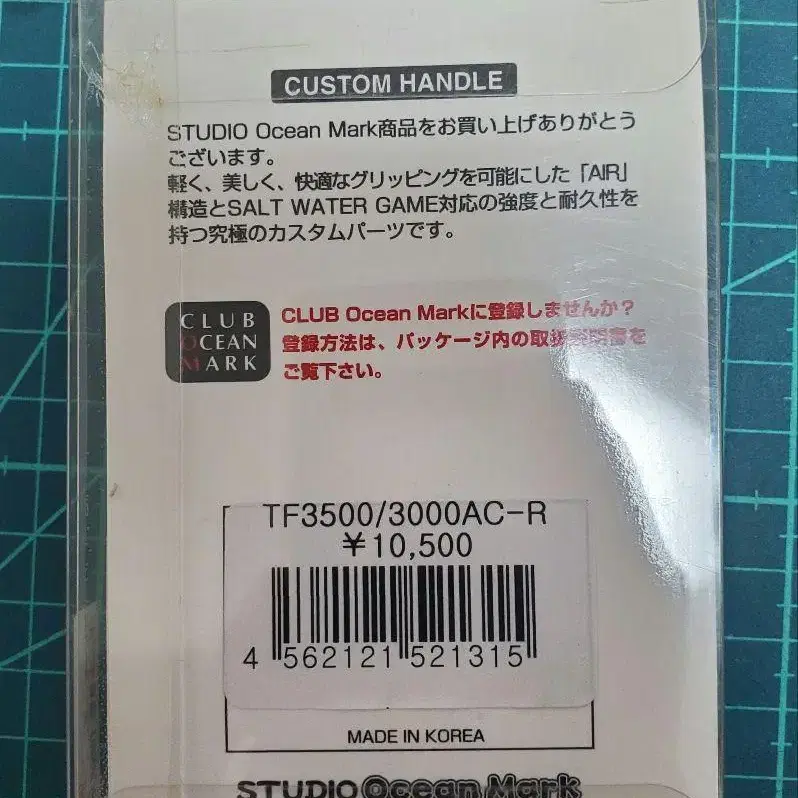 CUSTOM HANDLE
STUDIO Ocean Mark商品をお買い上げありがとう
ございます。
軽く、美しく、快適なグリッピングを可能にした「AIR」
構造とSALT WATER GAME対応の強度と耐久性を
持つ究極のカスタムパーツです。
CLUB
OCEAN
MARK
CLUB Ocean Markに登録しませんか？
登録方法は、パッケージ内の取扱説明書を
ご覧下さい。
TF3500/3000AC-R
¥10,500
4 562121 521315
MADE IN KOREA
STUDIO Ocean Mark